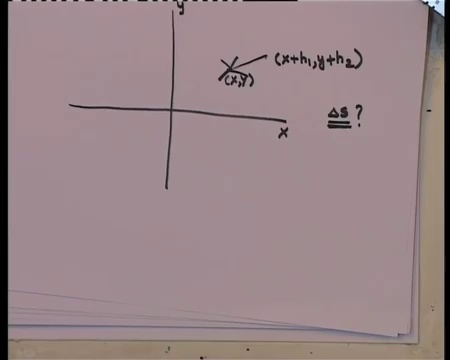 y
(x+h₁, y+h₂)
(x,y)
Δs ?
x